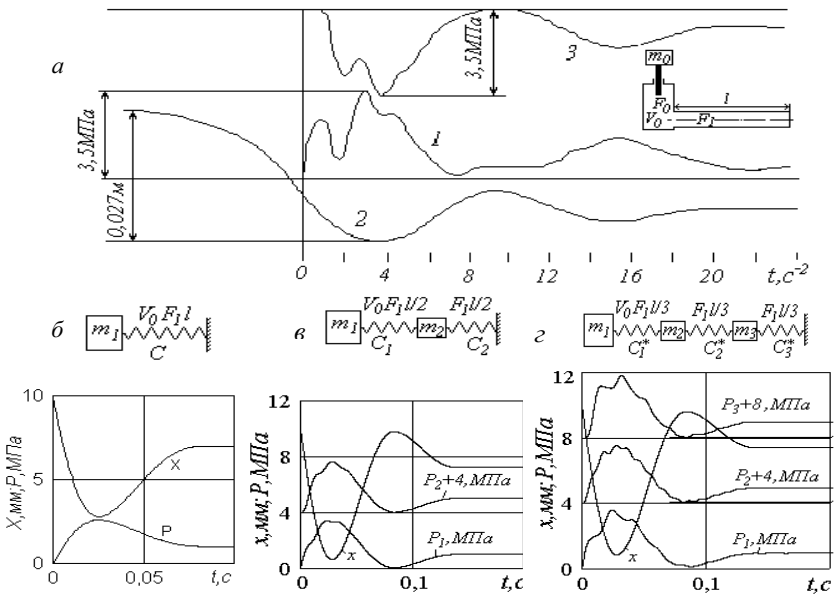 а
3,5МПа
0,027м
1
2
3
3,5МПа
m₀
F₀
V₀
F₁
l
0 4 8 12 16 20 t,c⁻²
б
V₀ F₁ l
m₁
C
в
V₀F₁l/2 F₁l/2
m₁ m₂
C₁ C₂
г
V₀F₁l/3 F₁l/3 F₁l/3
m₁ m₂ m₃
C₁* C₂* C₃*
X,мм;P,МПа
10
5
0
X
P
0 0,05 t,c
x,мм;P,МПа
12
8
4
0
P₂+4,МПа
P₁,МПа
x
0 0,1 t,c
x,мм;P,МПа
12
8
4
0
P₃+8,МПа
P₂+4,МПа
P₁,МПа
x
0 0,1 t,c